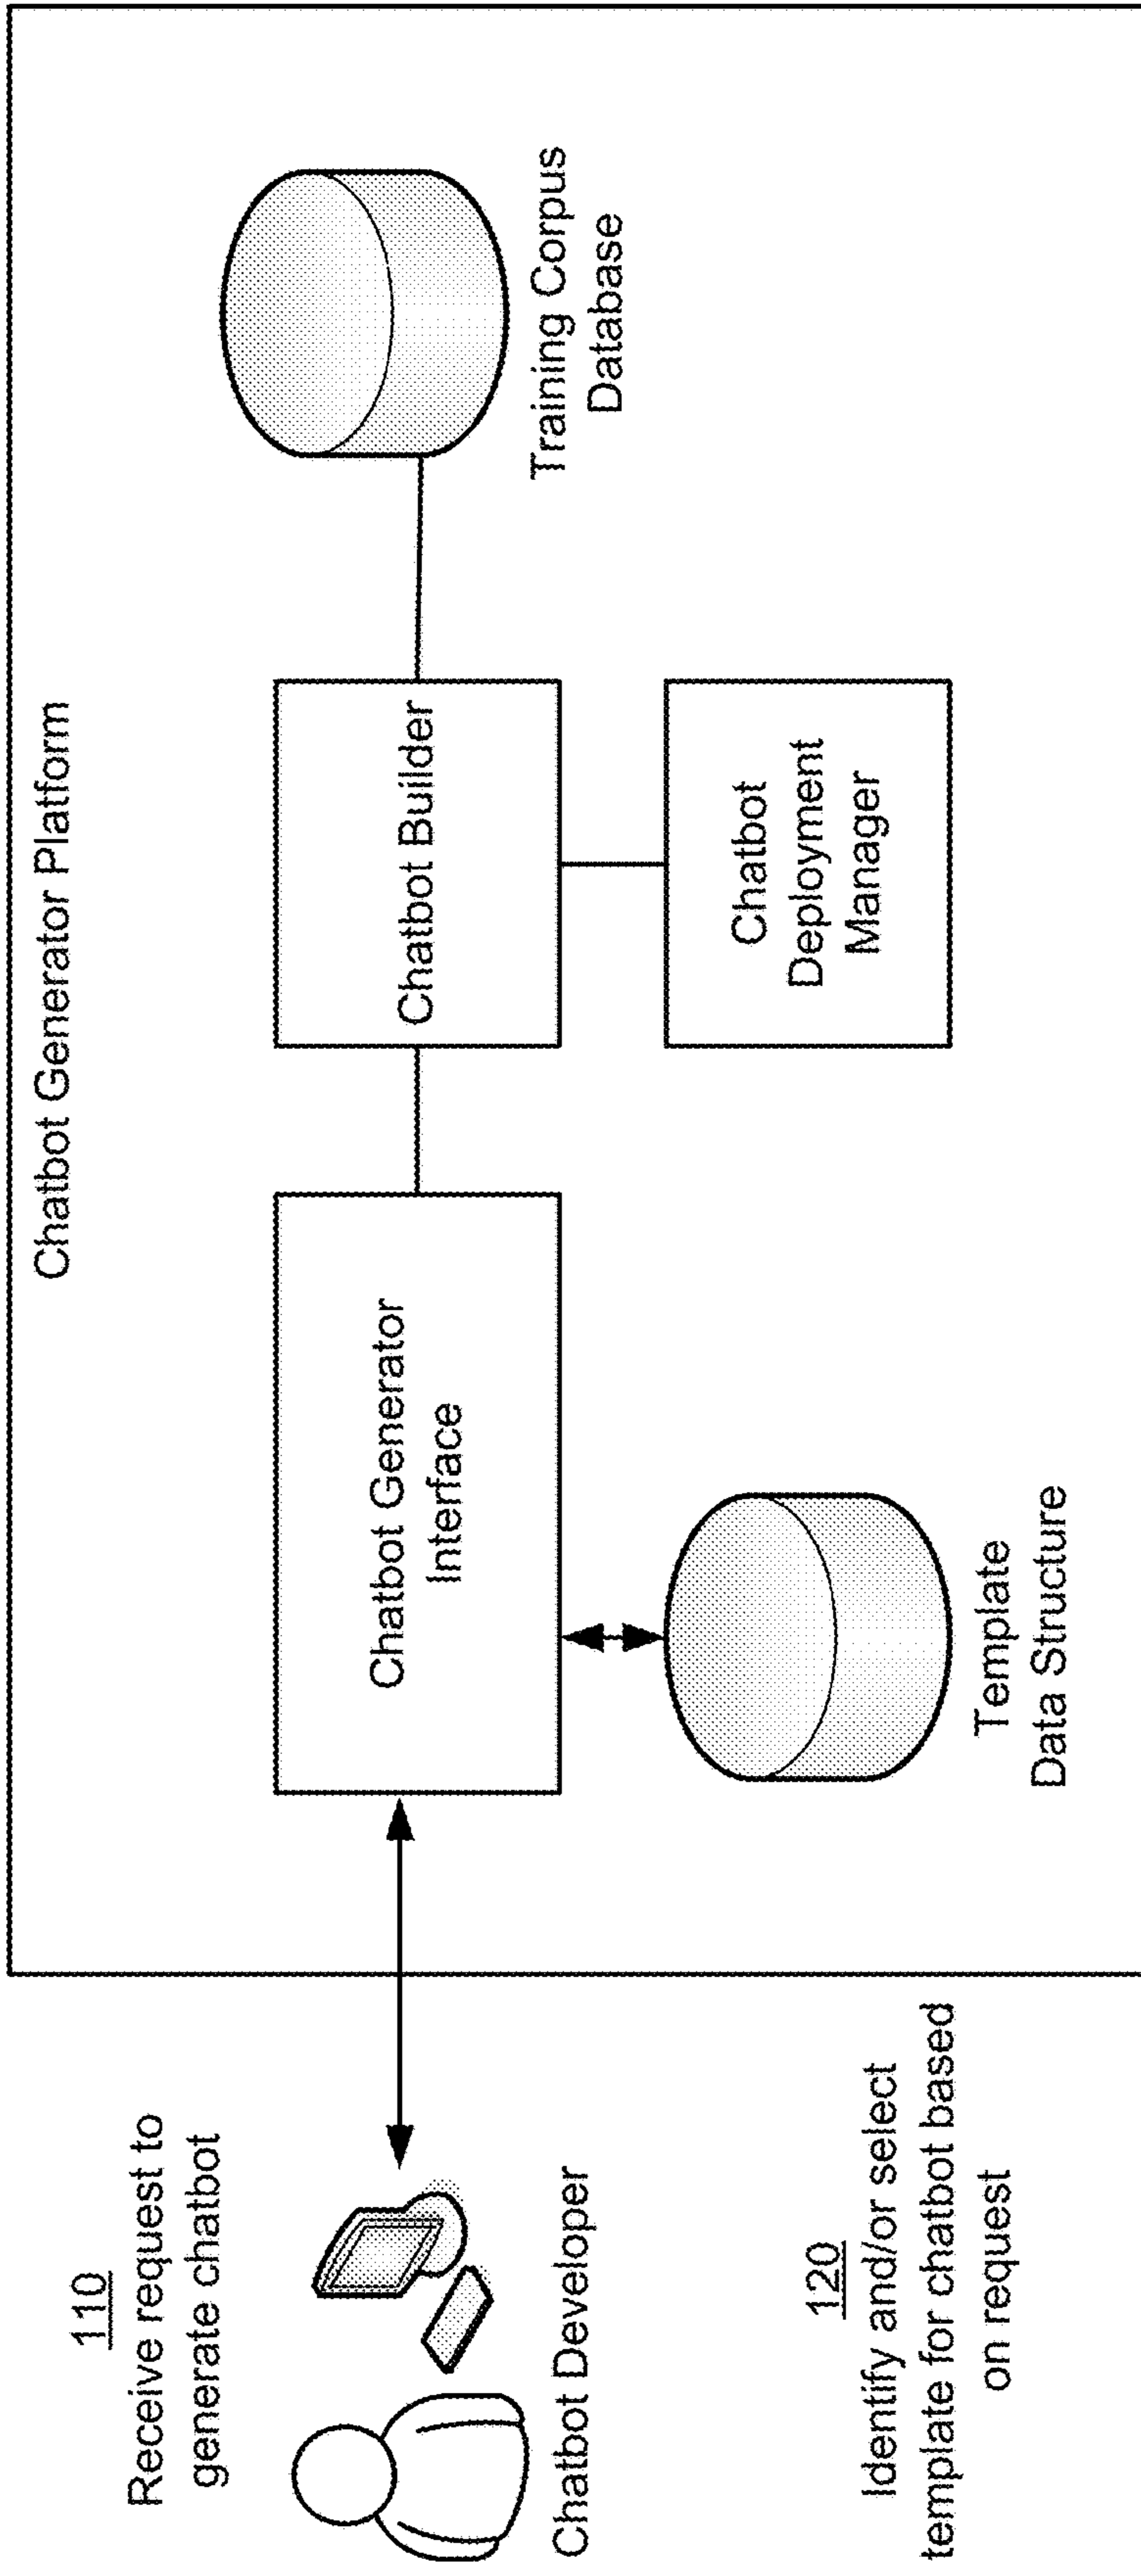 Chatbot Generator Platform
110
Receive request to
generate chatbot
Chatbot Developer
120
Identify and/or select
template for chatbot based
on request
Chatbot Generator
Interface
Template
Data Structure
Chatbot Builder
Chatbot
Deployment
Manager
Training Corpus
Database